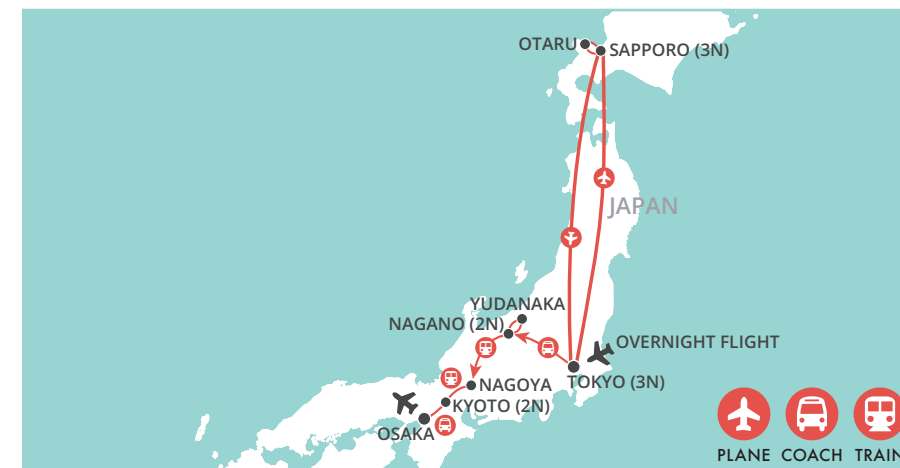 OTARU
SAPPORO (3N)
JAPAN
YUDANAKA
NAGANO (2N)
OVERNIGHT FLIGHT
TOKYO (3N)
NAGOYA
KYOTO (2N)
OSAKA
PLANE COACH TRAIN